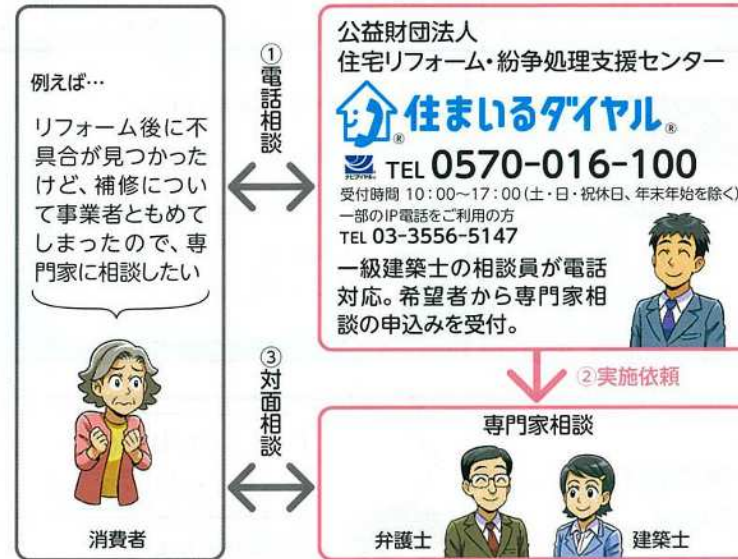 例えば…
リフォーム後に不
具合が見つかった
けど、補修につい
て事業者ともめて
しまったので、専
門家に相談したい
消費者
①電話相談
③対面相談
公益財団法人
住宅リフォーム・紛争処理支援センター
住まいるダイヤル®
ナビダイヤル®
TEL 0570-016-100
受付時間 10:00~17:00(土・日・祝休日、年末年始を除く)
一部のIP電話をご利用の方
TEL 03-3556-5147
一級建築士の相談員が電話
対応。希望者から専門家相
談の申込みを受付。
②実施依頼
専門家相談
弁護士
建築士